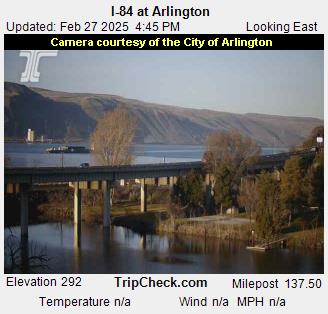 I-84 at Arlington
Updated: Feb 27 2025 4:45 PM Looking East
Camera courtesy of the City of Arlington
Elevation 292 TripCheck.com Milepost 137.50
Temperature n/a Wind n/a MPH n/a